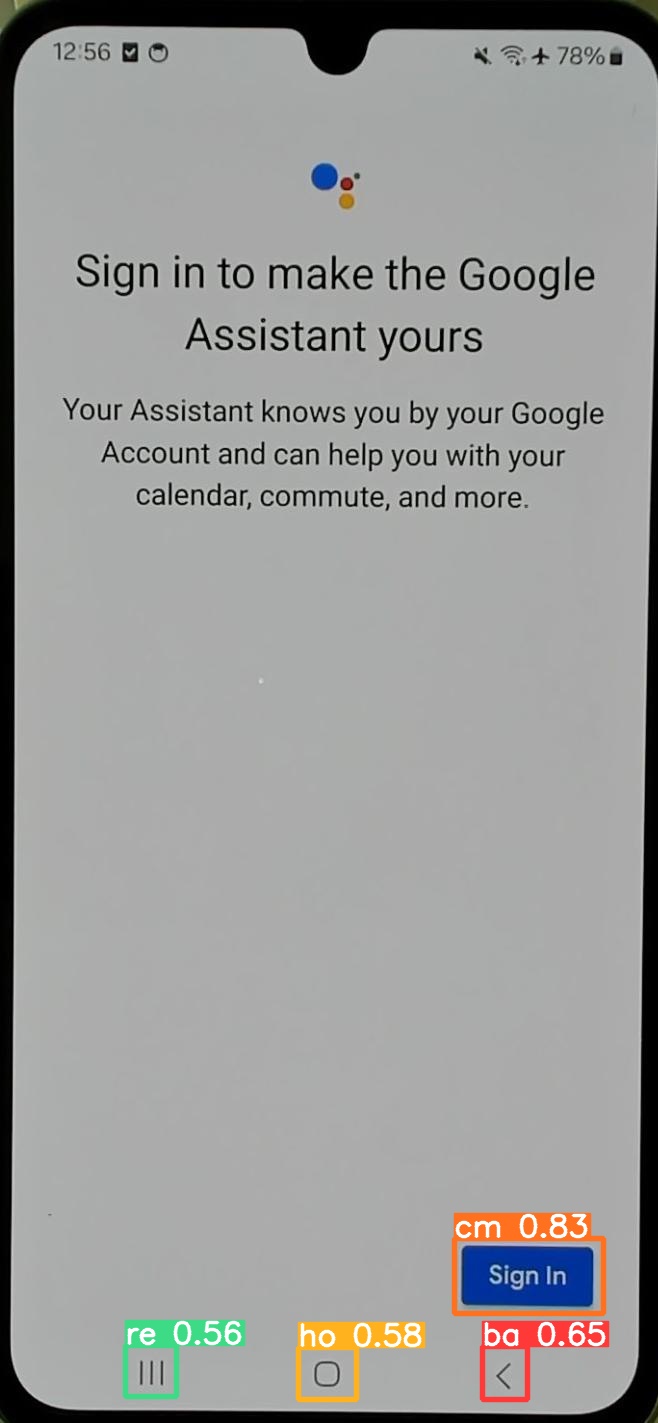 12:56 78%
Sign in to make the Google
Assistant yours
Your Assistant knows you by your Google
Account and can help you with your
calendar, commute, and more.
cm 0.83
Sign In
re 0.56 ho 0.58 ba 0.65